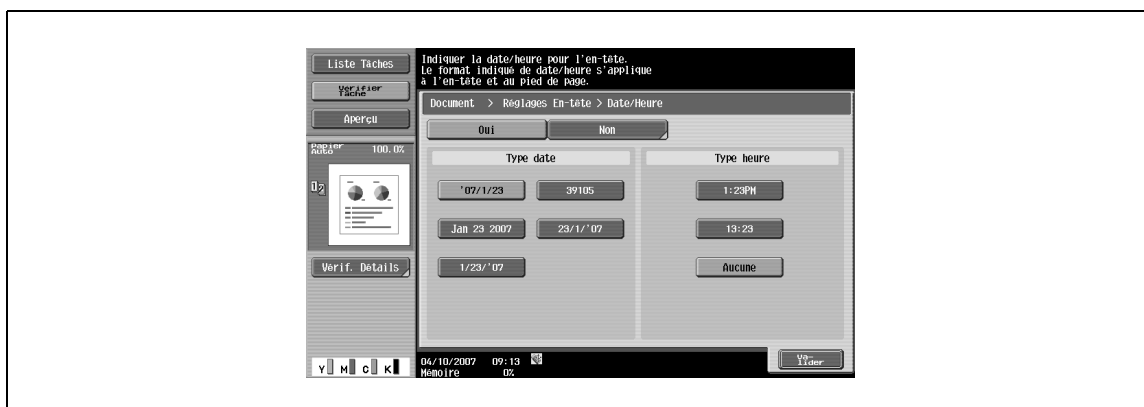 Liste Tâches
Vérifier
Tâche
Aperçu
Papier
Auto
100.0%
Vérif. Détails
Y M C K
Indiquer la date/heure pour l'en-tête.
Le format indiqué de date/heure s'applique
à l'en-tête et au pied de page.
Document > Réglages En-tête > Date/Heure
Oui
Non
Type date
Type heure
'07/1/23
39105
1:23PM
Jan 23 2007
23/1/'07
13:23
1/23/'07
Aucune
04/10/2007 09:13
Mémoire 0%
Va-
lider